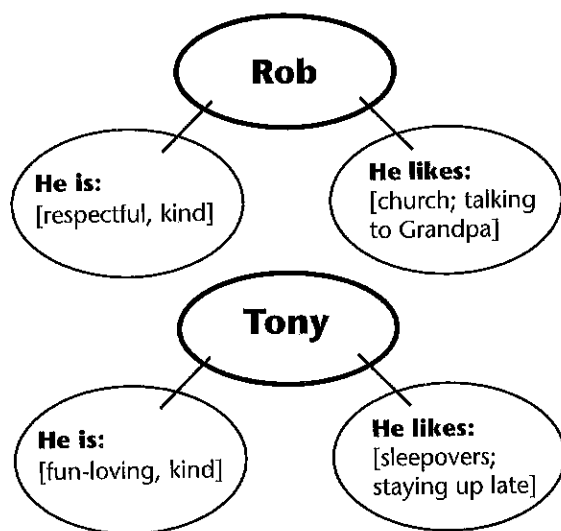 Rob
He is:
[respectful, kind]
He likes:
[church; talking
to Grandpa]
Tony
He is:
[fun-loving, kind]
He likes:
[sleepovers;
staying up late]